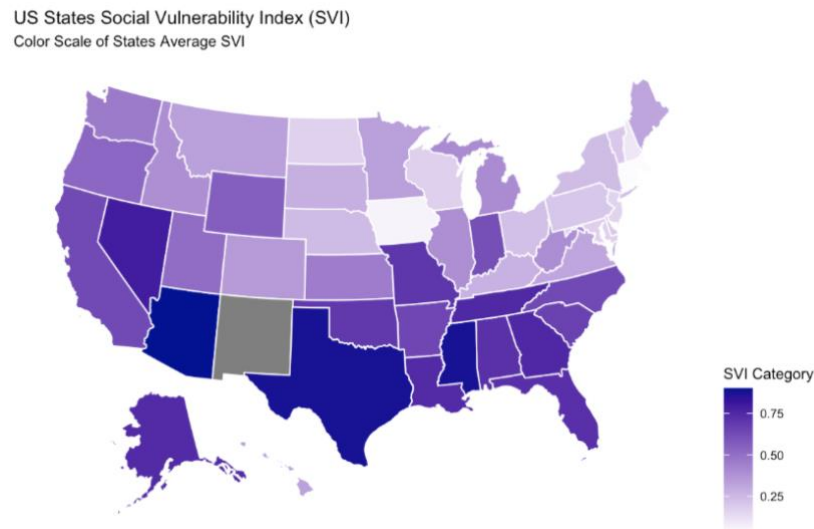 US States Social Vulnerability Index (SVI)
Color Scale of States Average SVI
SVI Category
0.75
0.50
0.25